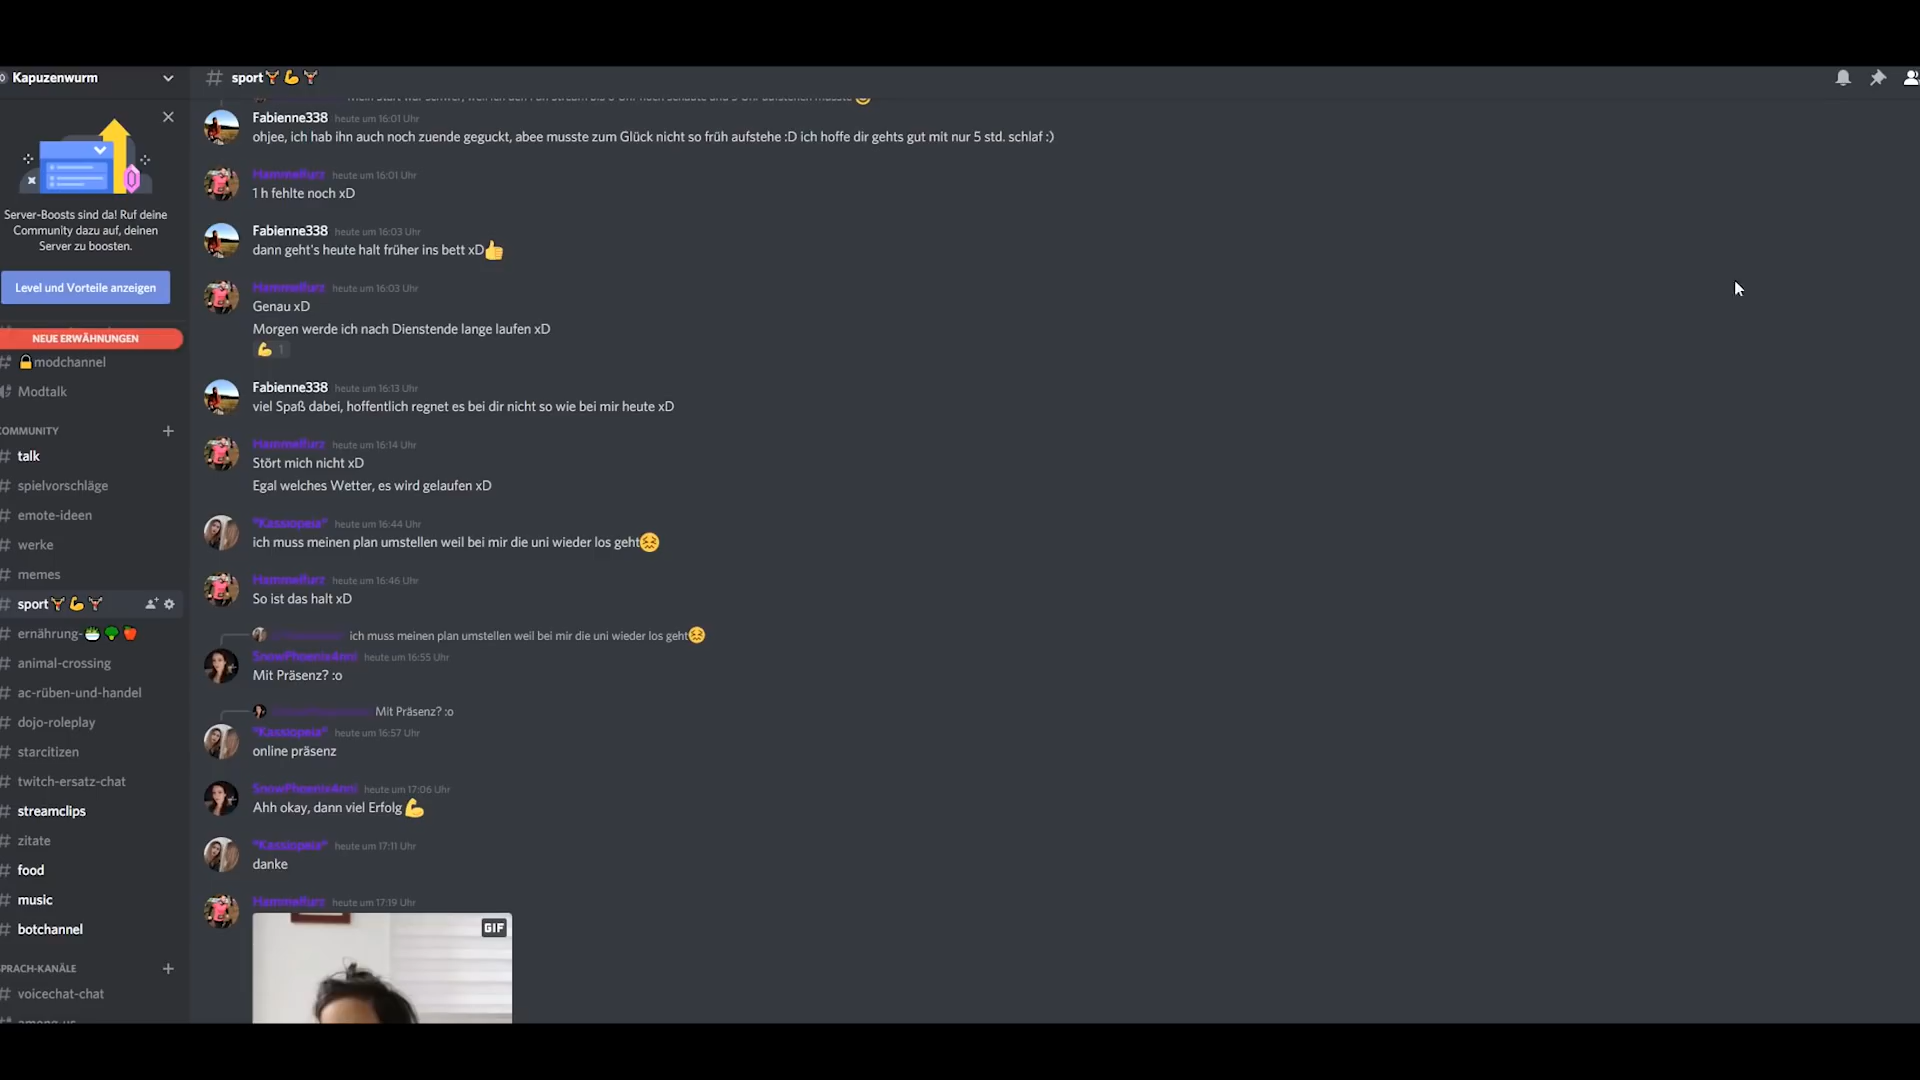 Kapuzenwurm
Server-Boosts sind da! Ruf deine
Community dazu auf, deinen
Server zu boosten.
Level und Vorteile anzeigen
NEUE ERWÄHNUNGEN
modchannel
Modtalk
COMMUNITY
talk
spielvorschläge
emote-ideen
werke
memes
sport
ernährung-
animal-crossing
ac-rüben-und-handel
dojo-roleplay
starcitizen
twitch-ersatz-chat
streamclips
zitate
food
music
botchannel
PRACH-KANÄLE
voicechat-chat
among-us
# sport
Fabienne338 heute um 16:01 Uhr
ohjee, ich hab ihn auch noch zuende geguckt, abee musste zum Glück nicht so früh aufstehe :D ich hoffe dir gehts gut mit nur 5 std. schlaf :)
Hammelfurz heute um 16:01 Uhr
1 h fehlte noch xD
Fabienne338 heute um 16:03 Uhr
dann geht's heute halt früher ins bett xD👍
Hammelfurz heute um 16:03 Uhr
Genau xD
Morgen werde ich nach Dienstende lange laufen xD
💪 1
Fabienne338 heute um 16:13 Uhr
viel Spaß dabei, hoffentlich regnet es bei dir nicht so wie bei mir heute xD
Hammelfurz heute um 16:14 Uhr
Stört mich nicht xD
Egal welches Wetter, es wird gelaufen xD
*Kassiopeia* heute um 16:44 Uhr
ich muss meinen plan umstellen weil bei mir die uni wieder los geht😖
Hammelfurz heute um 16:46 Uhr
So ist das halt xD
ich muss meinen plan umstellen weil bei mir die uni wieder los geht😖
SnowPhoenix4nni heute um 16:55 Uhr
Mit Präsenz? :o
Mit Präsenz? :o
*Kassiopeia* heute um 16:57 Uhr
online präsenz
SnowPhoenix4nni heute um 17:06 Uhr
Ahh okay, dann viel Erfolg💪
*Kassiopeia* heute um 17:11 Uhr
danke
Hammelfurz heute um 17:19 Uhr
GIF